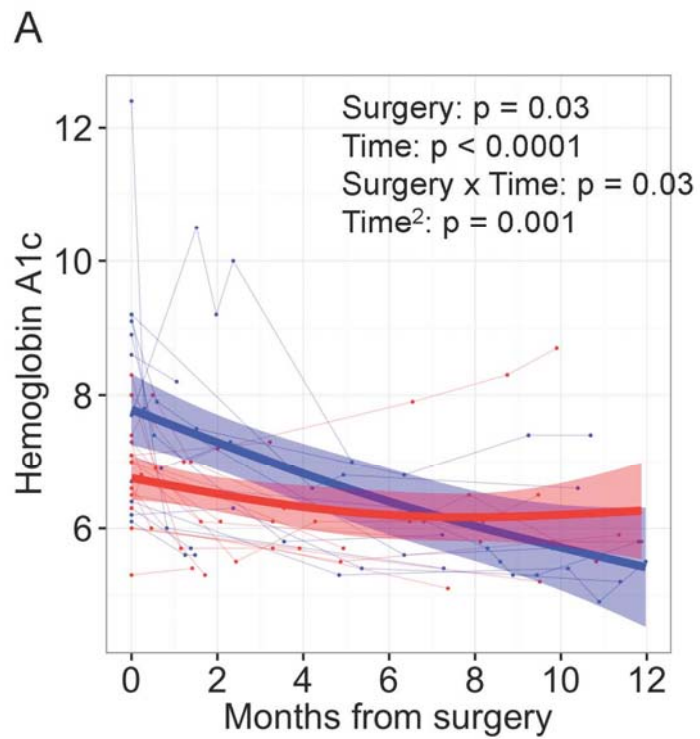 A
Surgery: p = 0.03
Time: p < 0.0001
Surgery x Time: p = 0.03
Time²: p = 0.001
Hemoglobin A1c
12
10
8
6
0 2 4 6 8 10 12
Months from surgery